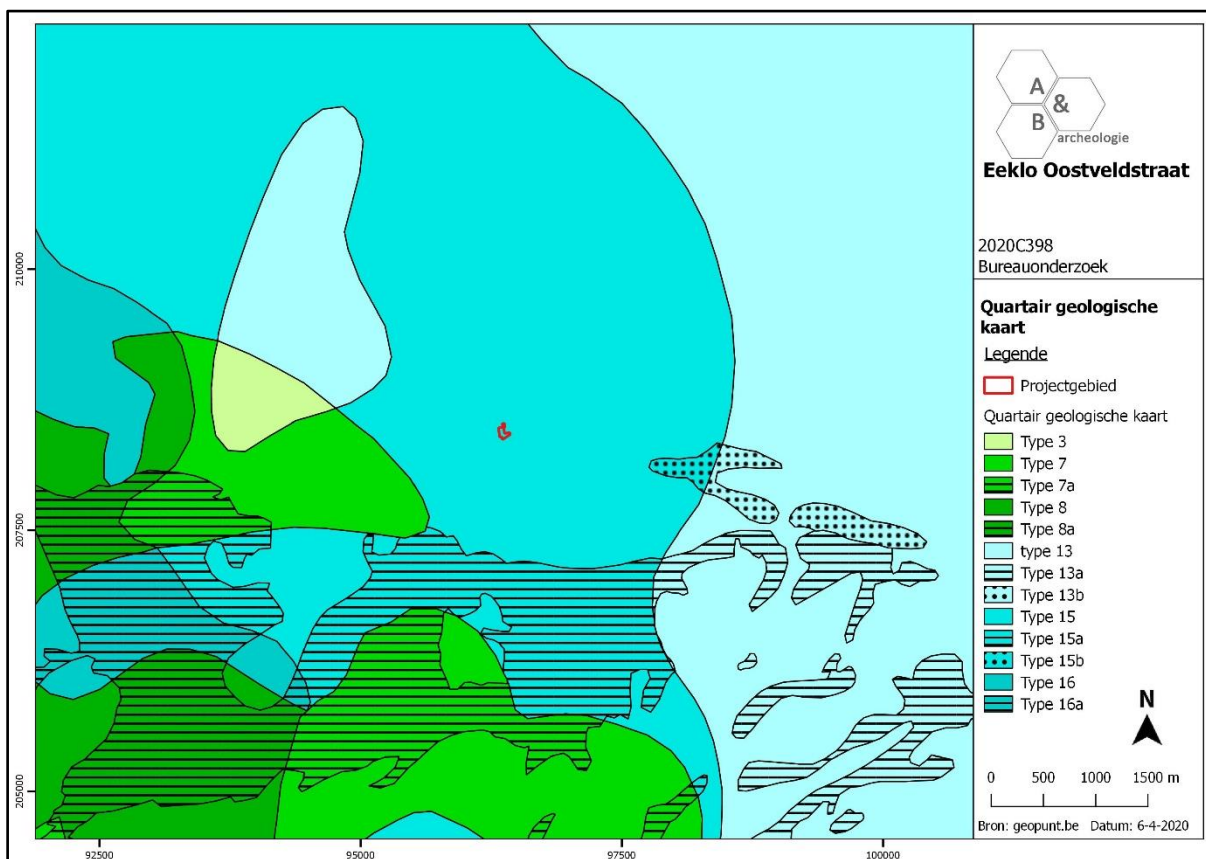 A
&
B
archeologie
Eeklo Oostveldstraat
2020C398
Bureauonderzoek
Quartair geologische
kaart
Legende
Projectgebied
Quartair geologische kaart
Type 3
Type 7
Type 7a
Type 8
Type 8a
type 13
Type 13a
Type 13b
Type 15
Type 15a
Type 15b
Type 16
Type 16a
N
0 500 1000 1500 m
Bron: geopunt.be Datum: 6-4-2020
210000
207500
205000
92500 95000 97500 100000